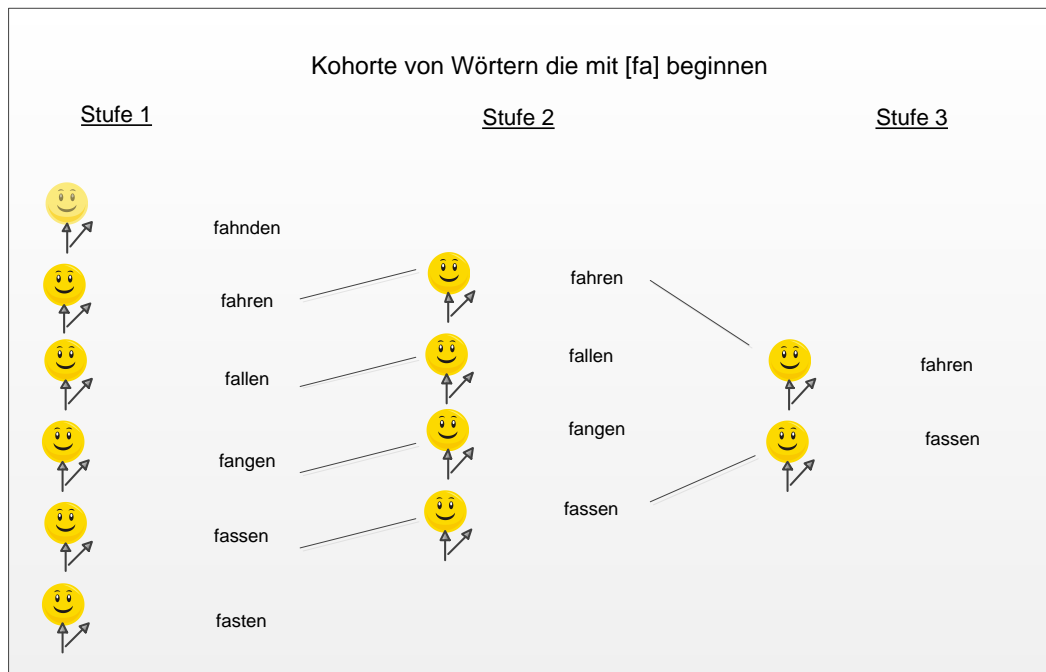 Kohorte von Wörtern die mit [fa] beginnen
Stufe 1
Stufe 2
Stufe 3
fahnden
fahren
fallen
fangen
fassen
fasten
fahren
fallen
fangen
fassen
fahren
fassen